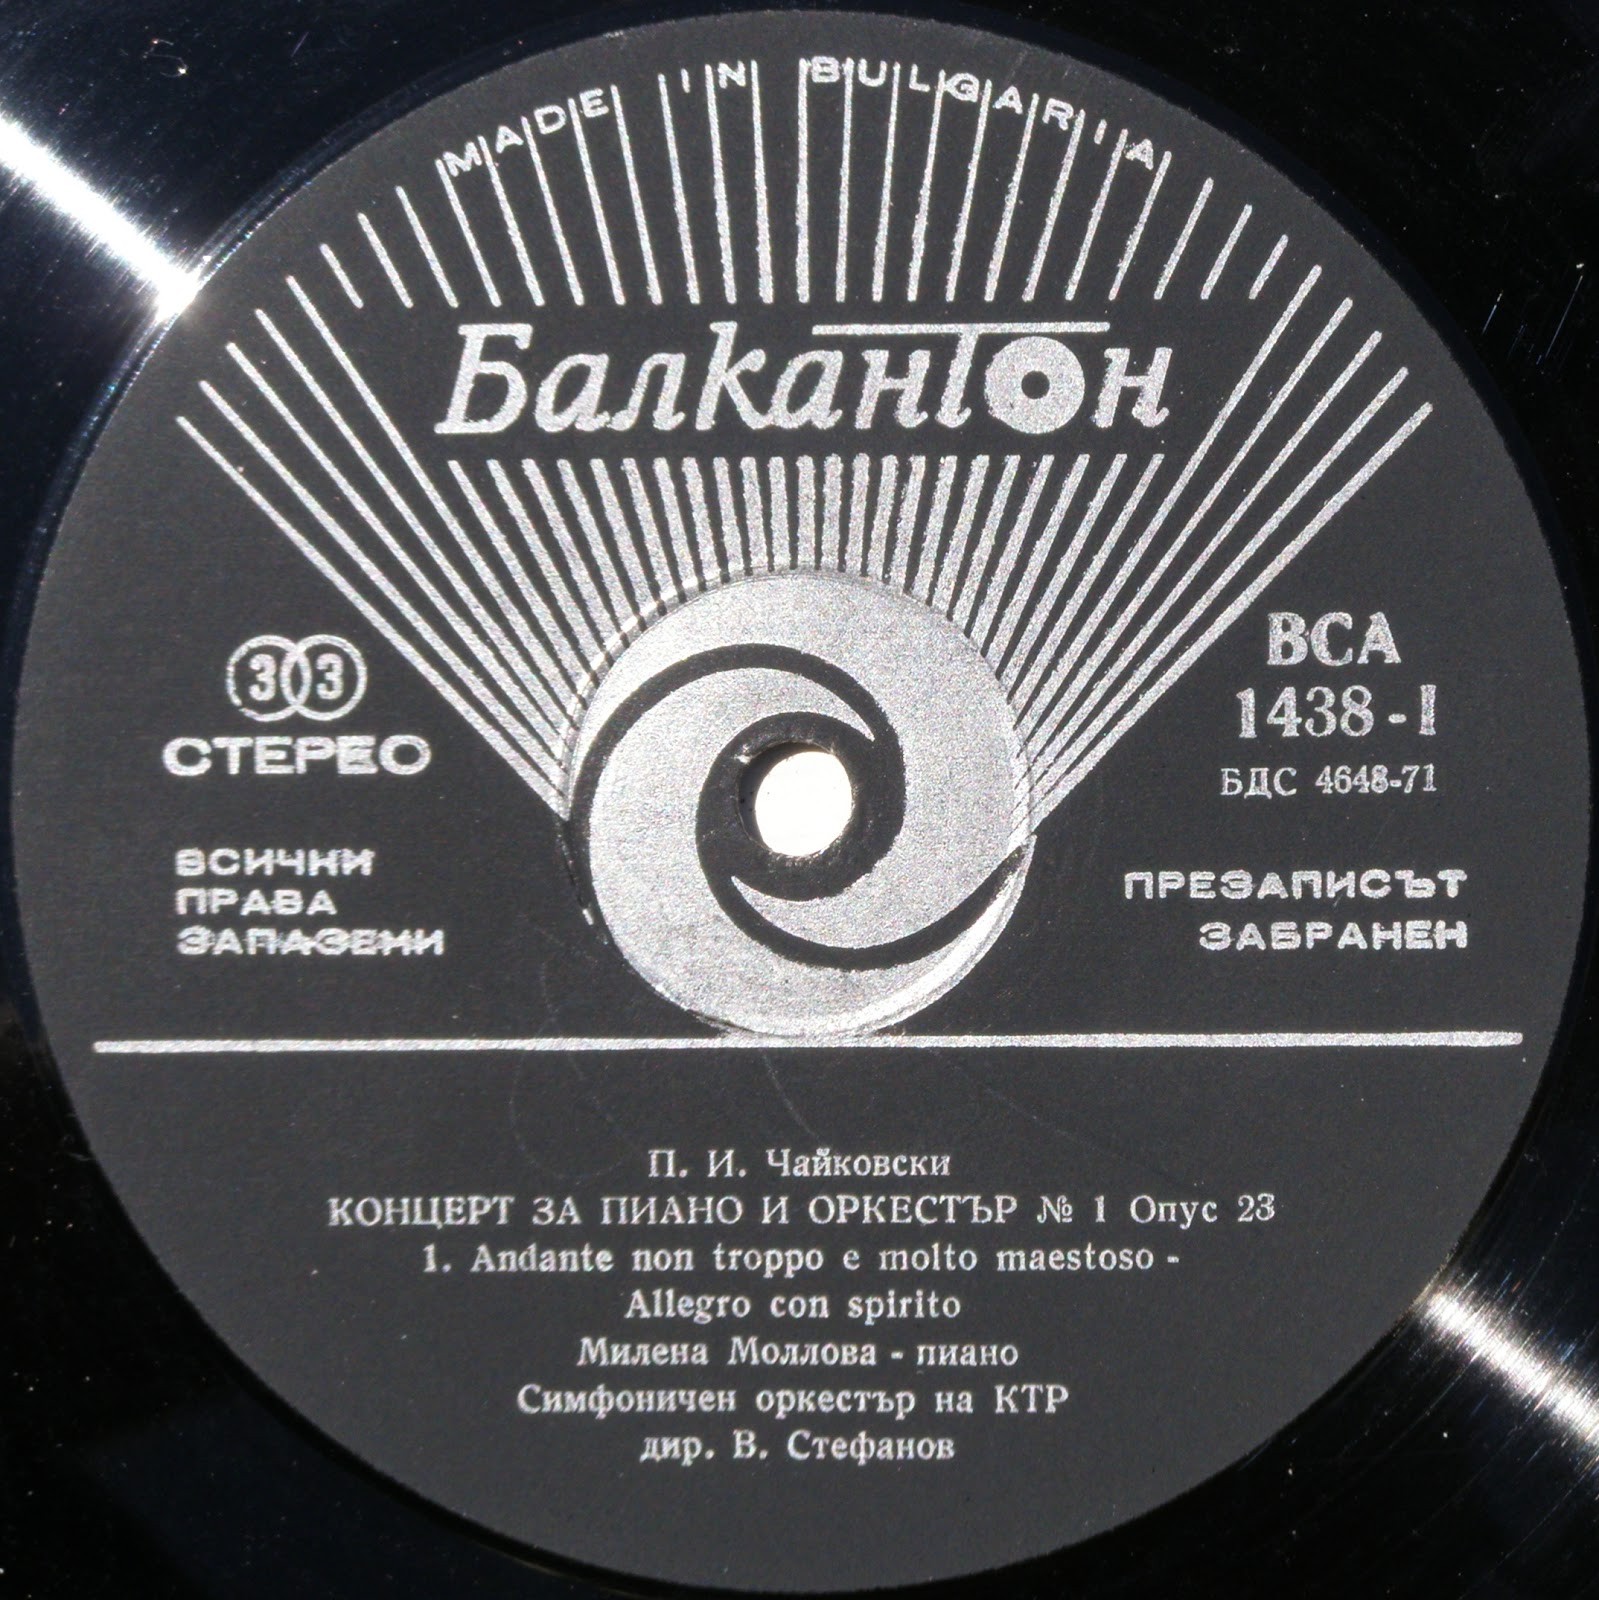 MADE IN BULGARIA
Балкантон
33
СТЕРЕО
ВСИЧКИ
ПРАВА
ЗАПАЗЕНИ
ВСА
1438-I
БДС 4648-71
ПРЕЗАПИСЪТ
ЗАБРАНЕН
П. И. Чайковски
КОНЦЕРТ ЗА ПИАНО И ОРКЕСТЪР № 1 Опус 23
1. Andante non troppo e molto maestoso -
Allegro con spirito
Милена Моллова - пиано
Симфоничен оркестър на КТР
дир. В. Стефанов